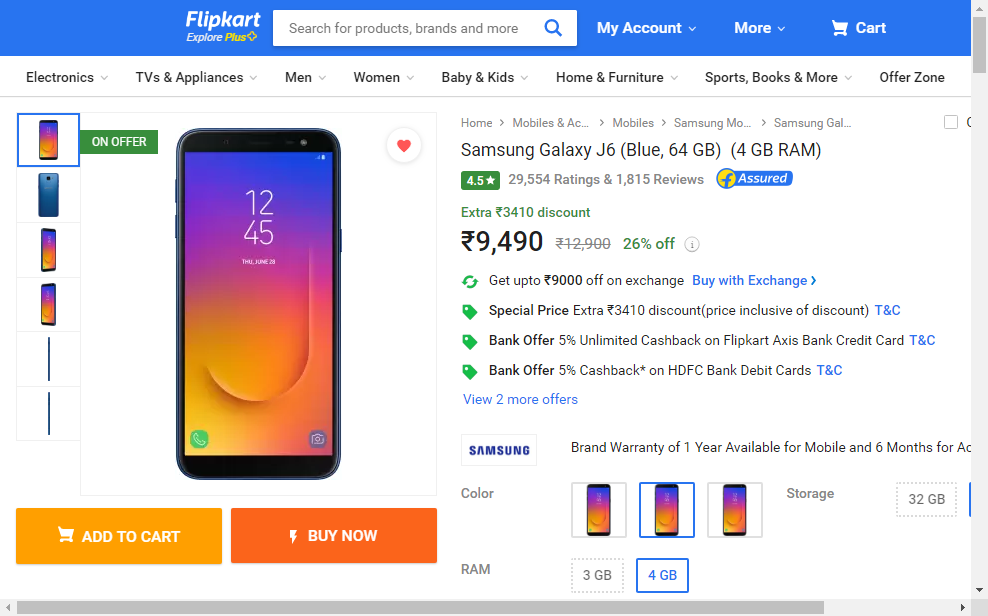 Flipkart
Explore Plus
Search for products, brands and more
My Account
More
Cart
Electronics
TVs & Appliances
Men
Women
Baby & Kids
Home & Furniture
Sports, Books & More
Offer Zone
ON OFFER
12
45
THU, JUNE 28
ADD TO CART
BUY NOW
Home > Mobiles & Ac... > Mobiles > Samsung Mo... > Samsung Gal...
Samsung Galaxy J6 (Blue, 64 GB)  (4 GB RAM)
4.5★ 29,554 Ratings & 1,815 Reviews f Assured
Extra ₹3410 discount
₹9,490 ₹12,900 26% off i
Get upto ₹9000 off on exchange Buy with Exchange >
Special Price Extra ₹3410 discount(price inclusive of discount) T&C
Bank Offer 5% Unlimited Cashback on Flipkart Axis Bank Credit Card T&C
Bank Offer 5% Cashback* on HDFC Bank Debit Cards T&C
View 2 more offers
SAMSUNG
Brand Warranty of 1 Year Available for Mobile and 6 Months for Ac
Color
Storage
32 GB
RAM
3 GB
4 GB